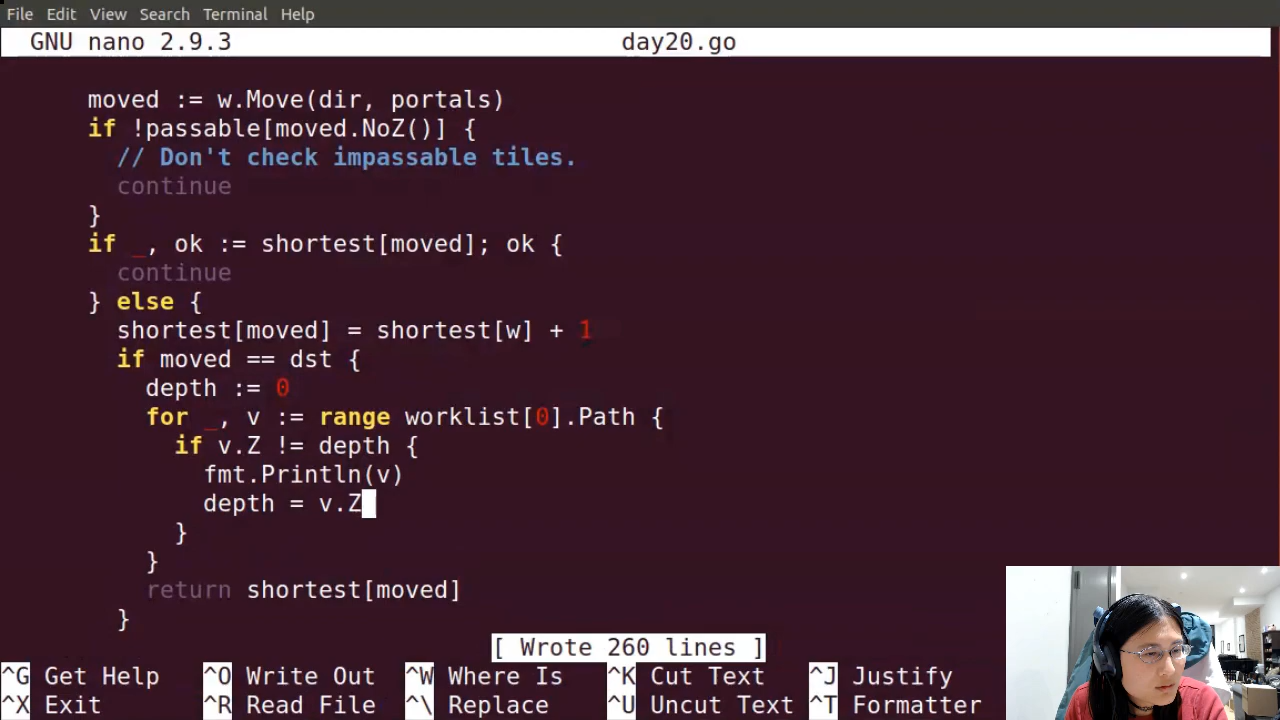 File Edit View Search Terminal Help
GNU nano 2.9.3 day20.go
moved := w.Move(dir, portals)
if !passable[moved.NoZ()] {
// Don't check impassable tiles.
continue
}
if _, ok := shortest[moved]; ok {
continue
} else {
shortest[moved] = shortest[w] + 1
if moved == dst {
depth := 0
for _, v := range worklist[0].Path {
if v.Z != depth {
fmt.Println(v)
depth = v.Z
}
}
return shortest[moved]
}
[ Wrote 260 lines ]
^G Get Help ^O Write Out ^W Where Is ^K Cut Text ^J Justify
^X Exit ^R Read File ^\ Replace ^U Uncut Text ^T Formatter